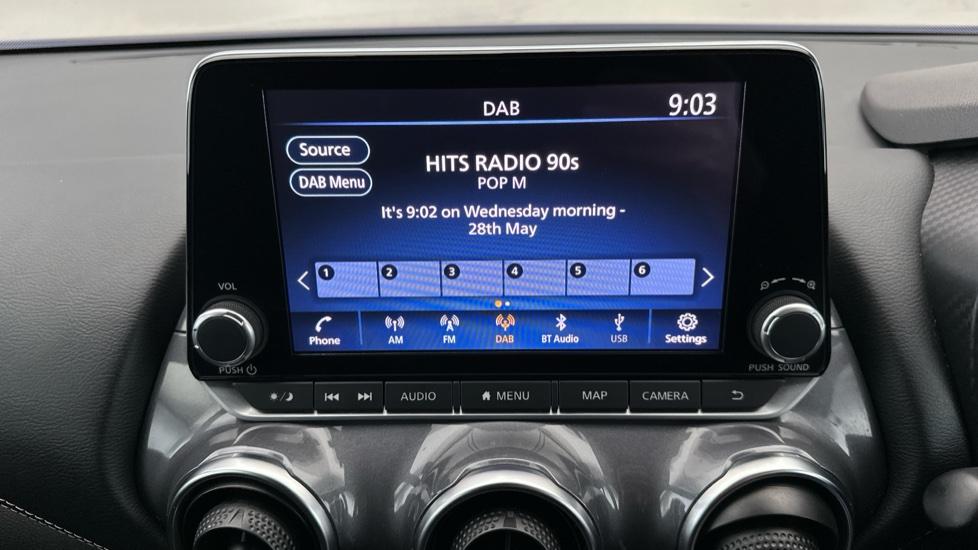 DAB
9:03
Source
HITS RADIO 90s
DAB Menu
POP M
It's 9:02 on Wednesday morning -
28th May
1 2 3 4 5 6
Phone AM FM DAB BT Audio USB Settings
VOL
PUSH
PUSH SOUND
AUDIO MENU MAP CAMERA